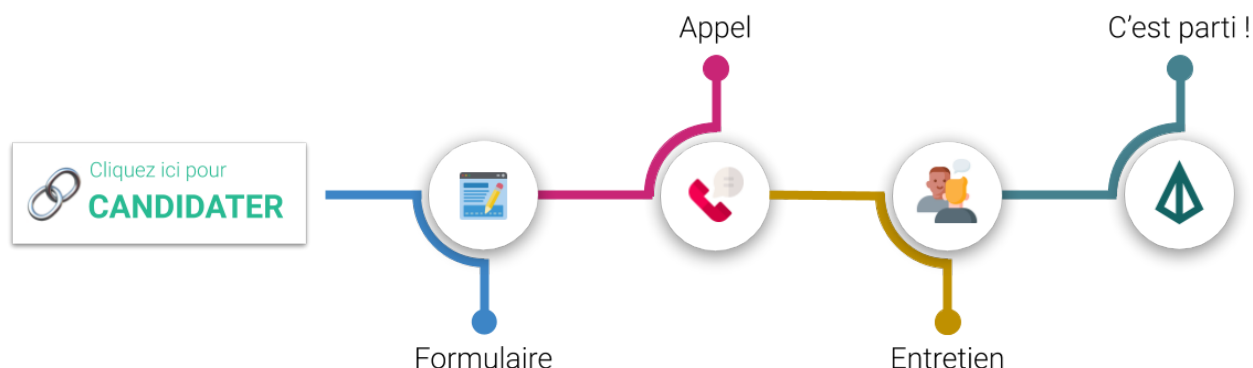 Cliquez ici pour
CANDIDATER
Formulaire
Appel
Entretien
C’est parti !